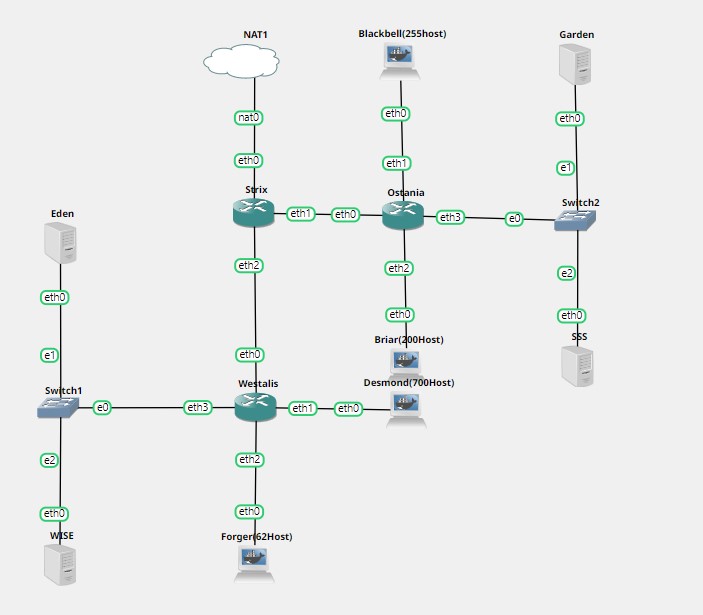 NAT1
Blackbell(255host)
Garden
nat0
eth0
eth0
eth0
eth1
e1
Strix
Ostania
Switch2
Eden
eth1
eth0
eth3
e0
eth2
eth2
e2
eth0
eth0
eth0
e1
eth0
Briar(200Host)
SSS
Switch1
Westalis
Desmond(700Host)
e0
eth3
eth1
eth0
e2
eth2
eth0
eth0
WISE
Forger(62Host)